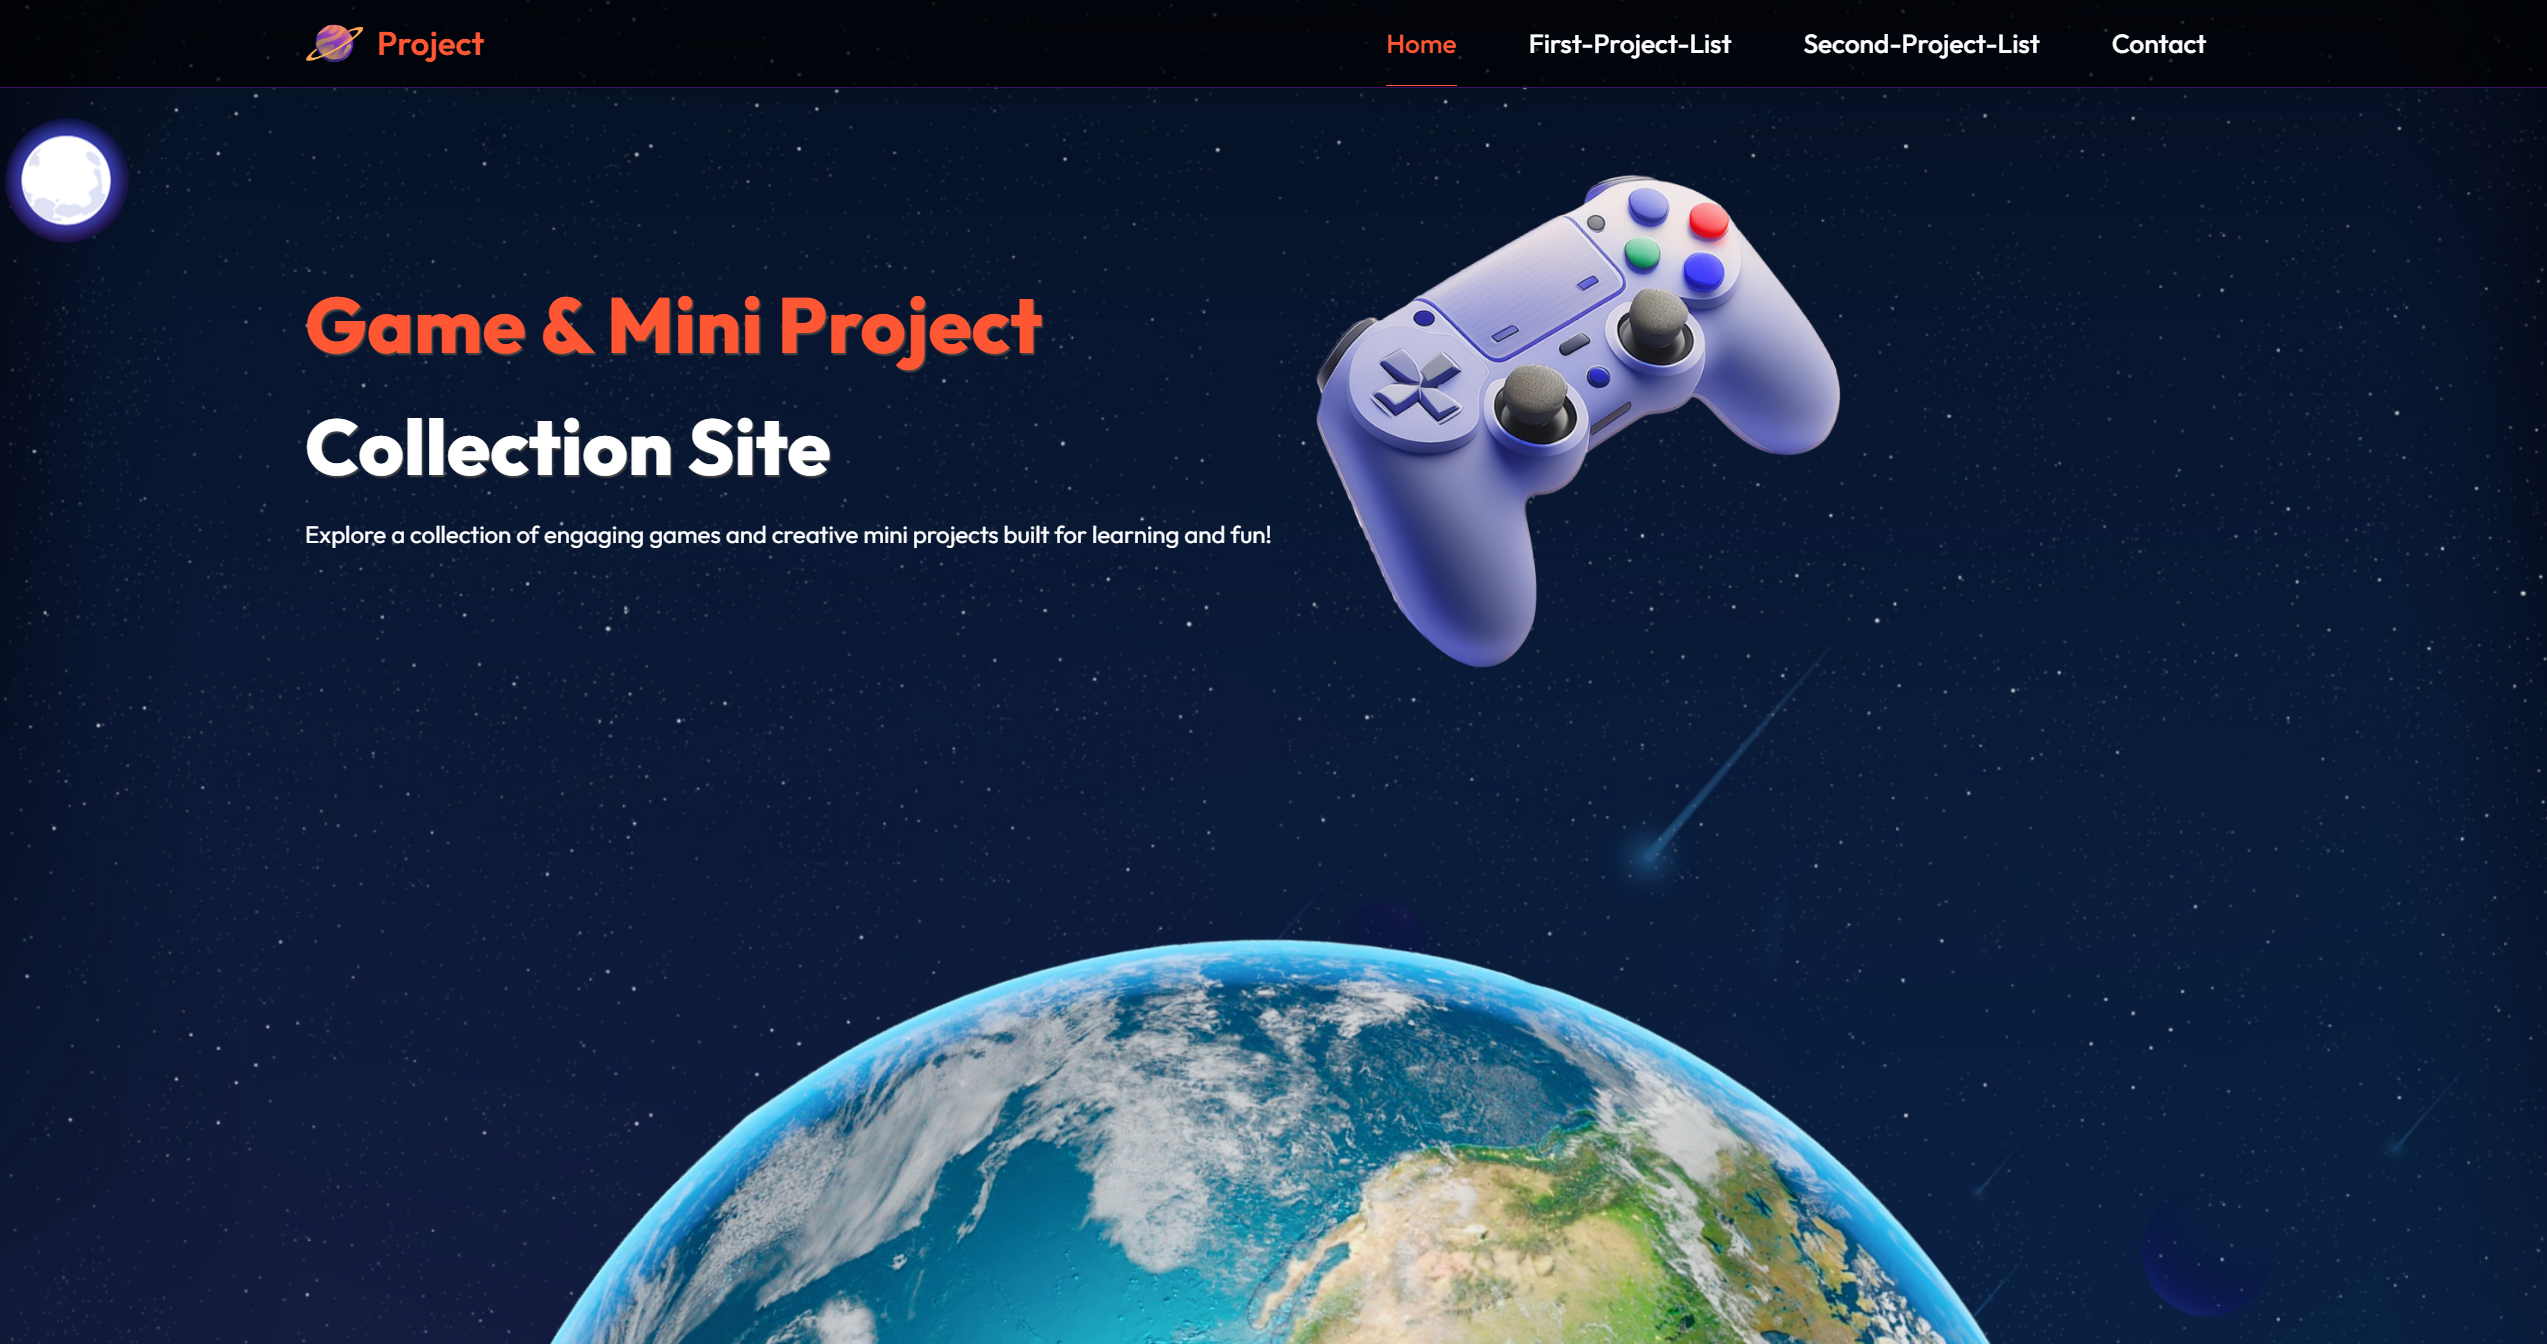 Project
Home
First-Project-List
Second-Project-List
Contact
Game & Mini Project
Collection Site
Explore a collection of engaging games and creative mini projects built for learning and fun!